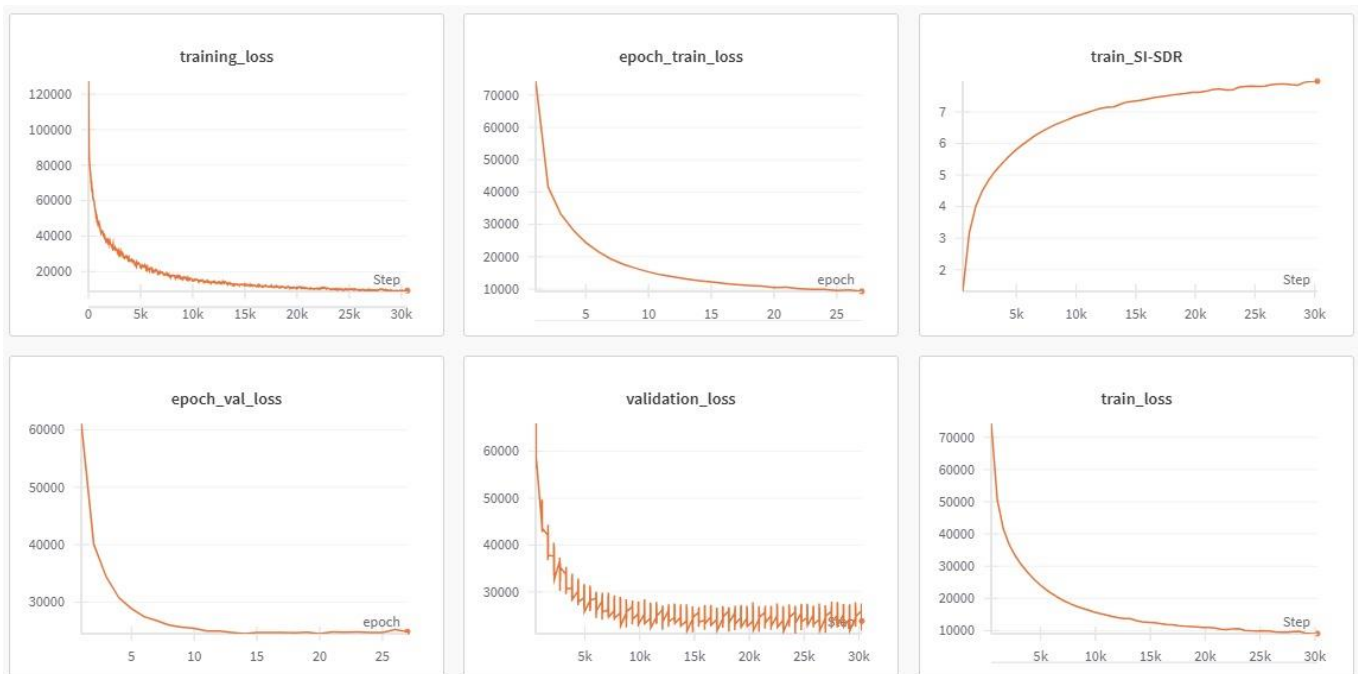 training_loss
120000
100000
80000
60000
40000
20000
Step
0 5k 10k 15k 20k 25k 30k
epoch_train_loss
70000
60000
50000
40000
30000
20000
10000
epoch
5 10 15 20 25
train_SI-SDR
7
6
5
4
3
2
Step
5k 10k 15k 20k 25k 30k
epoch_val_loss
60000
50000
40000
30000
epoch
5 10 15 20 25
validation_loss
60000
50000
40000
30000
Step
5k 10k 15k 20k 25k 30k
train_loss
70000
60000
50000
40000
30000
20000
10000
Step
5k 10k 15k 20k 25k 30k